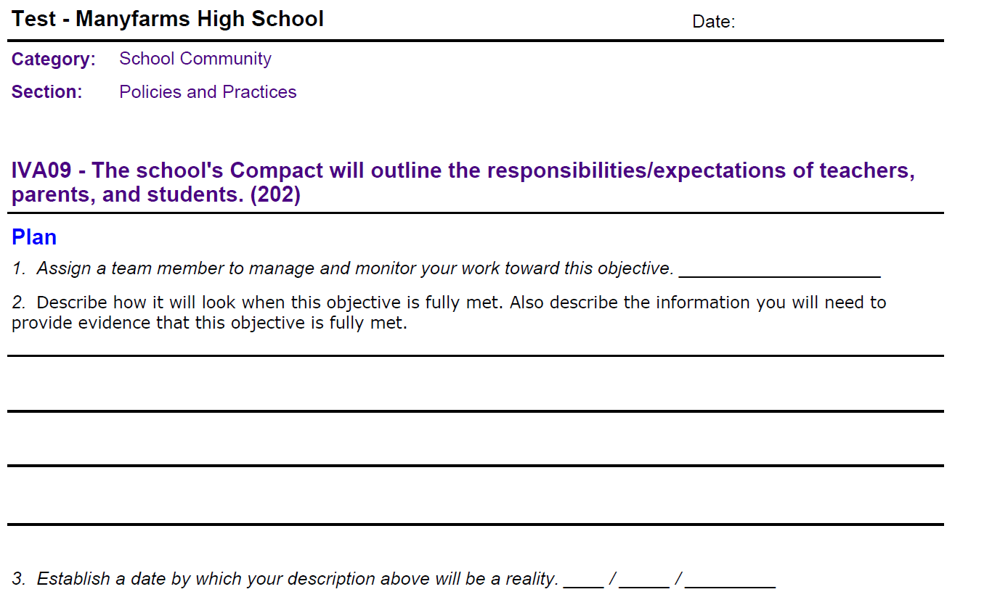 Test - Manyfarms High School Date:
Category: School Community
Section: Policies and Practices
IVA09 - The school's Compact will outline the responsibilities/expectations of teachers,
parents, and students. (202)
Plan
1. Assign a team member to manage and monitor your work toward this objective. ____________________
2. Describe how it will look when this objective is fully met. Also describe the information you will need to
provide evidence that this objective is fully met.
3. Establish a date by which your description above will be a reality. ____ / _____ / _________